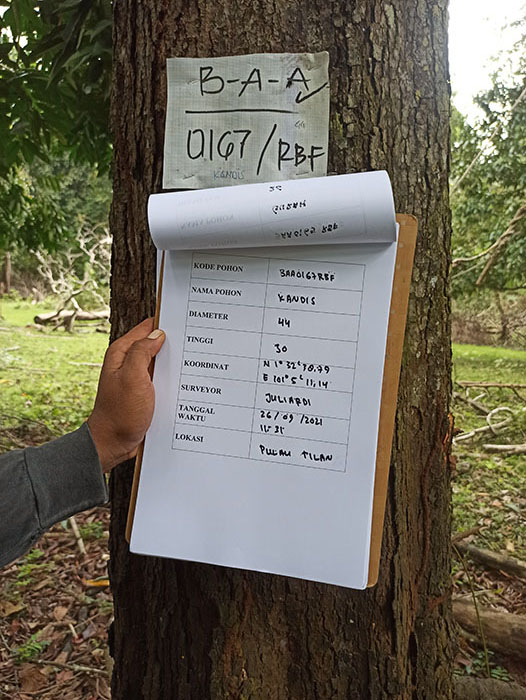 B-A-A
0167/RBF
KANDIS
KODE POHON BAA0167RBF
NAMA POHON KANDIS
DIAMETER 44
TINGGI 30
KOORDINAT N 1° 32' 40.79
E 101° 5' 11,14
SURVEYOR JULIARDI
TANGGAL 26/09/2021
WAKTU 11:31
LOKASI PULAU TILAN